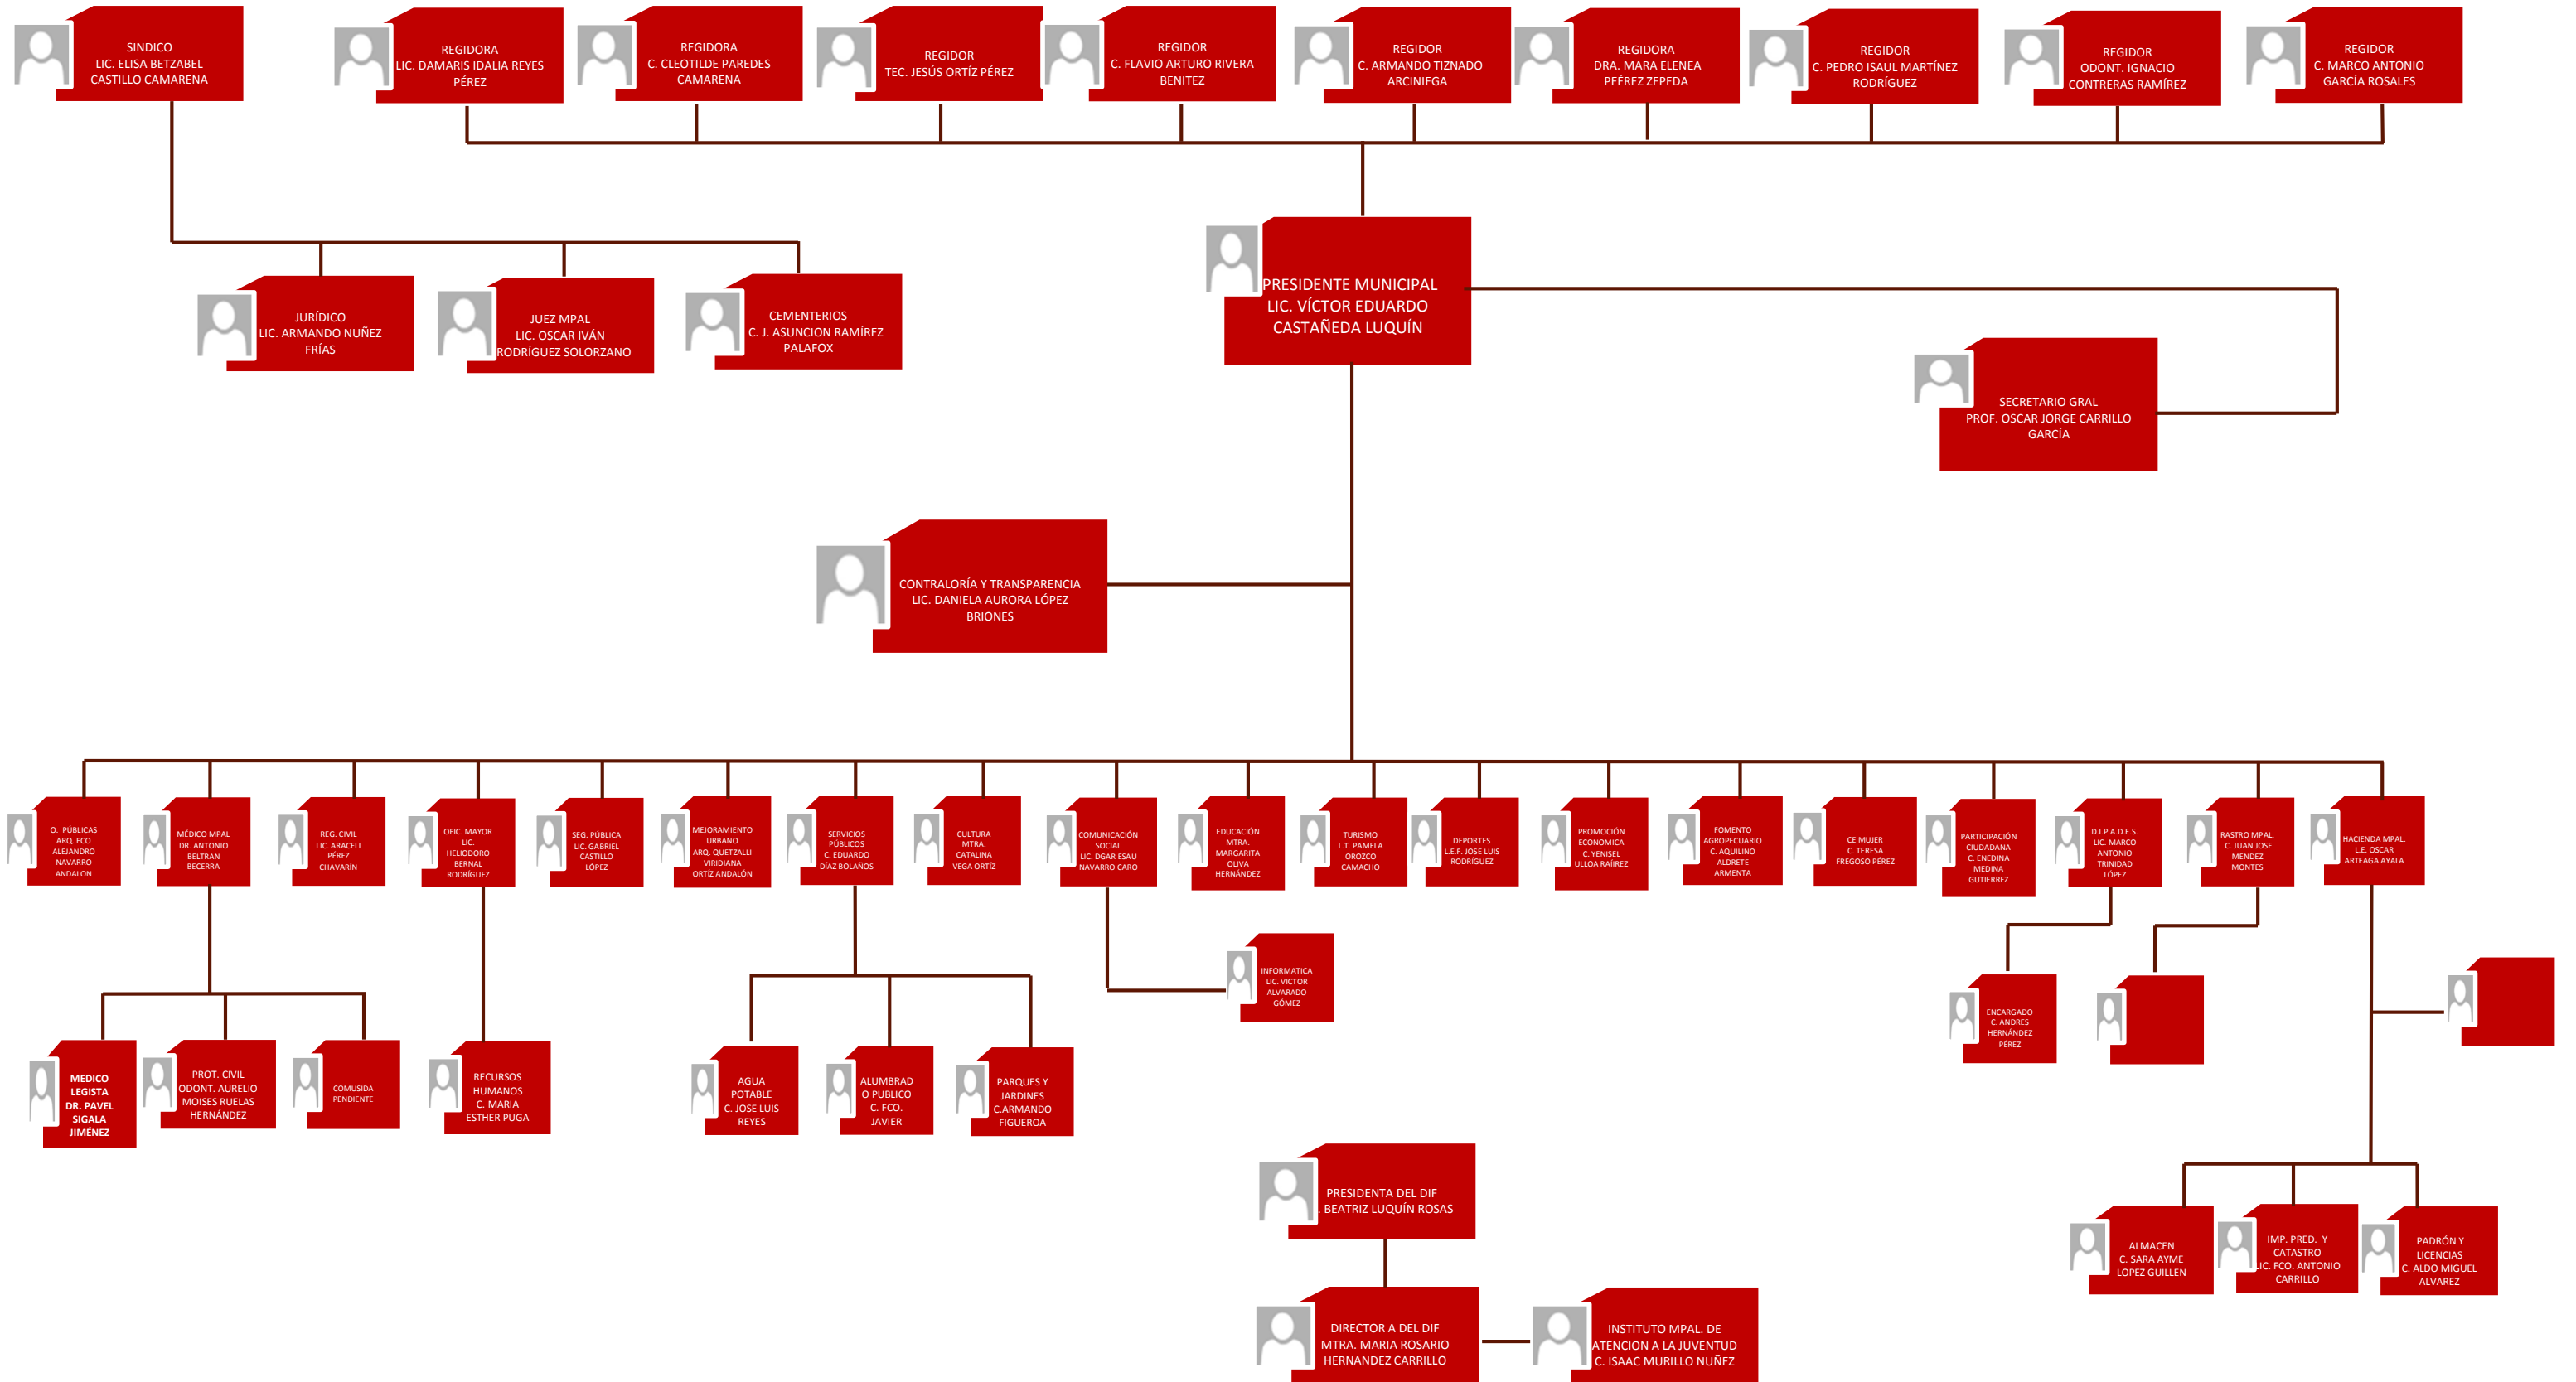 SINDICO
LIC. ELISA BETZABEL
CASTILLO CAMARENA
REGIDORA
LIC. DAMARIS IDALIA REYES
PÉREZ
REGIDORA
C. CLEOTILDE PAREDES
CAMARENA
REGIDOR
TEC. JESÚS ORTÍZ PÉREZ
REGIDOR
C. FLAVIO ARTURO RIVERA
BENITEZ
REGIDOR
C. ARMANDO TIZNADO
ARCINIEGA
REGIDORA
DRA. MARA ELENEA
PEÉREZ ZEPEDA
REGIDOR
C. PEDRO ISAUL MARTÍNEZ
RODRÍGUEZ
REGIDOR
ODONT. IGNACIO
CONTRERAS RAMÍREZ
REGIDOR
C. MARCO ANTONIO
GARCÍA ROSALES
JURÍDICO
LIC. ARMANDO NUÑEZ
FRÍAS
JUEZ MPAL
LIC. OSCAR IVÁN
RODRÍGUEZ SOLORZANO
CEMENTERIOS
C. J. ASUNCION RAMÍREZ
PALAFOX
PRESIDENTE MUNICIPAL
LIC. VÍCTOR EDUARDO
CASTAÑEDA LUQUÍN
SECRETARIO GRAL
PROF. OSCAR JORGE CARRILLO
GARCÍA
CONTRALORÍA Y TRANSPARENCIA
LIC. DANIELA AURORA LÓPEZ
BRIONES
O. PÚBLICAS
ARQ. FCO
ALEJANDRO
NAVARRO
ANDALON
MÉDICO MPAL
DR. ANTONIO
BELTRAN
BECERRA
REG. CIVIL
LIC. ARACELI
PÉREZ
CHAVARÍN
OFIC. MAYOR
LIC.
HELIODORO
BERNAL
RODRÍGUEZ
SEG. PÚBLICA
LIC. GABRIEL
CASTILLO
LÓPEZ
MEJORAMIENTO
URBANO
ARQ. QUETZALLI
VIRIDIANA
ORTÍZ ANDALÓN
SERVICIOS
PÚBLICOS
C. EDUARDO
DÍAZ BOLAÑOS
CULTURA
MTRA.
CATALINA
VEGA ORTÍZ
COMUNICACIÓN
SOCIAL
LIC. DGAR ESAU
NAVARRO CARO
EDUCACIÓN
MTRA.
MARGARITA
OLIVA
HERNÁNDEZ
TURISMO
L.T. PAMELA
OROZCO
CAMACHO
DEPORTES
L.E.F. JOSE LUIS
RODRÍGUEZ
PROMOCIÓN
ECONOMICA
C. YENISEL
ULLOA RAÍIREZ
FOMENTO
AGROPECUARIO
C. AQUILINO
ALDRETE
ARMENTA
CE MUJER
C. TERESA
FREGOSO PÉREZ
PARTICIPACIÓN
CIUDADANA
C. ENEDINA
MEDINA
GUTIERREZ
D.I.P.A.D.E.S.
LIC. MARCO
ANTONIO
TRINIDAD
LÓPEZ
RASTRO MPAL.
C. JUAN JOSE
MENDEZ
MONTES
HACIENDA MPAL.
L.E. OSCAR
ARTEAGA AYALA
INFORMATICA
LIC. VICTOR
ALVARADO
GÓMEZ
ENCARGADO
C. ANDRES
HERNÁNDEZ
PÉREZ
MEDICO
LEGISTA
DR. PAVEL
SIGALA
JIMÉNEZ
PROT. CIVIL
ODONT. AURELIO
MOISES RUELAS
HERNÁNDEZ
COMUSIDA
PENDIENTE
RECURSOS
HUMANOS
C. MARIA
ESTHER PUGA
AGUA
POTABLE
C. JOSE LUIS
REYES
ALUMBRAD
O PUBLICO
C. FCO.
JAVIER
PARQUES Y
JARDINES
C.ARMANDO
FIGUEROA
PRESIDENTA DEL DIF
. BEATRIZ LUQUÍN ROSAS
ALMACEN
C. SARA AYME
LOPEZ GUILLEN
IMP. PRED. Y
CATASTRO
LIC. FCO. ANTONIO
CARRILLO
PADRÓN Y
LICENCIAS
C. ALDO MIGUEL
ALVAREZ
DIRECTOR A DEL DIF
MTRA. MARIA ROSARIO
HERNANDEZ CARRILLO
INSTITUTO MPAL. DE
ATENCION A LA JUVENTUD
C. ISAAC MURILLO NUÑEZ